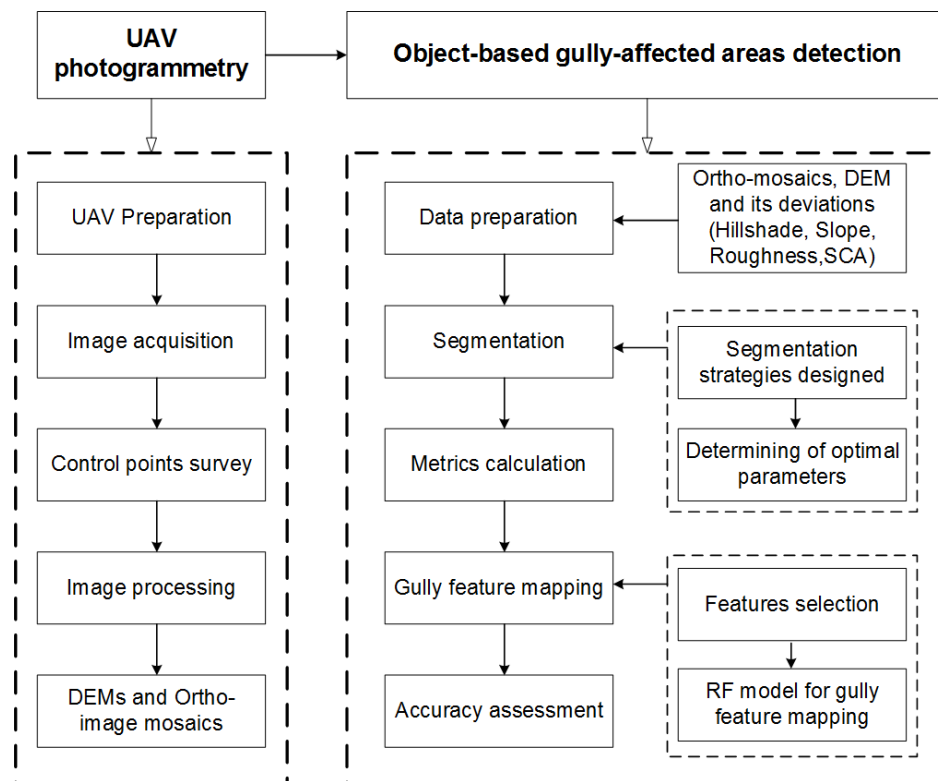 UAV
photogrammetry
Object-based gully-affected areas detection
UAV Preparation
Image acquisition
Control points survey
Image processing
DEMs and Ortho-
image mosaics
Data preparation
Segmentation
Metrics calculation
Gully feature mapping
Accuracy assessment
Ortho-mosaics, DEM
and its deviations
(Hillshade, Slope,
Roughness,SCA)
Segmentation
strategies designed
Determining of optimal
parameters
Features selection
RF model for gully
feature mapping